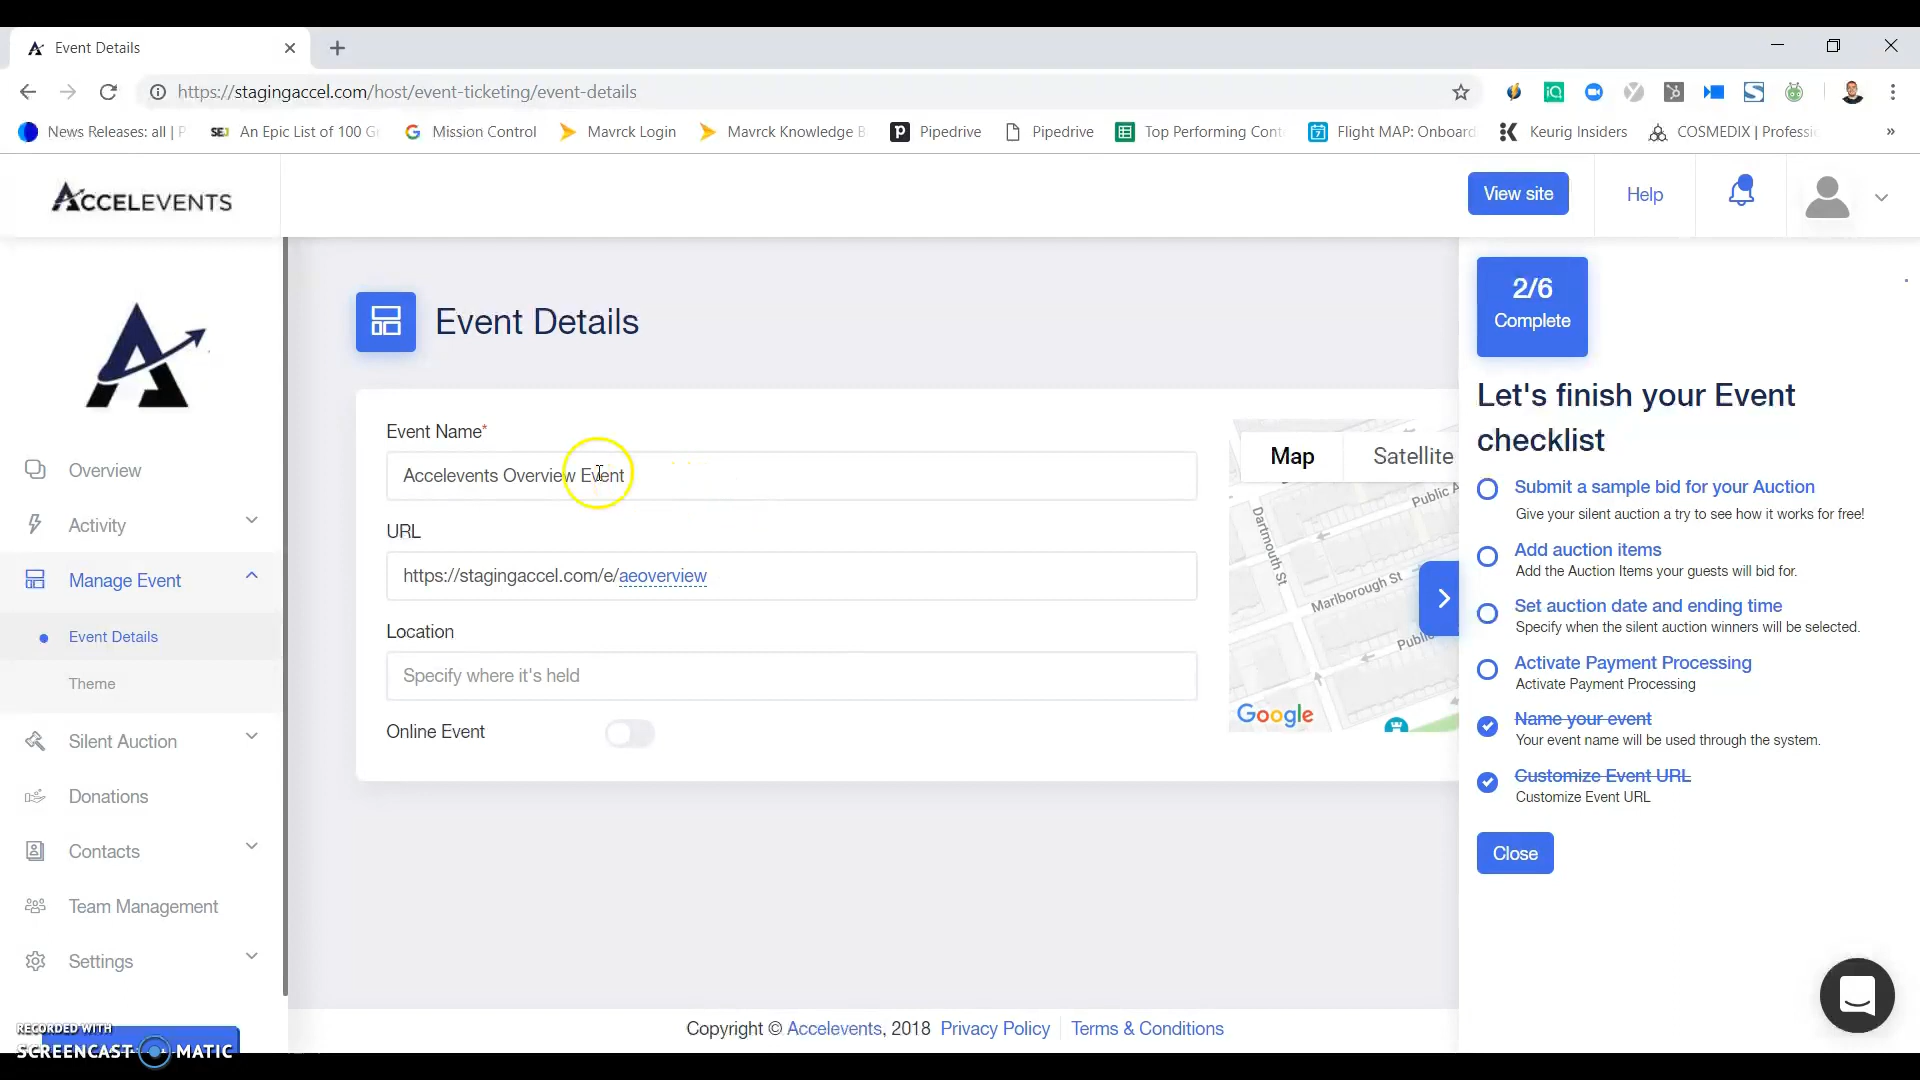 Event Details
https://stagingaccel.com/host/event-ticketing/event-details
News Releases: all | P
SEJ An Epic List of 100 G
Mission Control
Mavrck Login
Mavrck Knowledge B
Pipedrive
Pipedrive
Top Performing Cont
Flight MAP: Onboard
Keurig Insiders
COSMEDIX | Professi
»
ACCELEVENTS
View site
Help
Overview
Activity
Manage Event
Event Details
Theme
Silent Auction
Donations
Contacts
Team Management
Settings
Event Details
Event Name*
Accelevents Overview Event
URL
https://stagingaccel.com/e/aeoverview
Location
Specify where it's held
Online Event
Map
Satellite
Public A
Dartmouth St
Marlborough St
Public
Google
2/6
Complete
Let's finish your Event
checklist
Submit a sample bid for your Auction
Give your silent auction a try to see how it works for free!
Add auction items
Add the Auction Items your guests will bid for.
Set auction date and ending time
Specify when the silent auction winners will be selected.
Activate Payment Processing
Activate Payment Processing
Name your event
Your event name will be used through the system.
Customize Event URL
Customize Event URL
Close
Copyright © Accelevents, 2018 Privacy Policy Terms & Conditions
RECORDED WITH
SCREENCAST MATIC